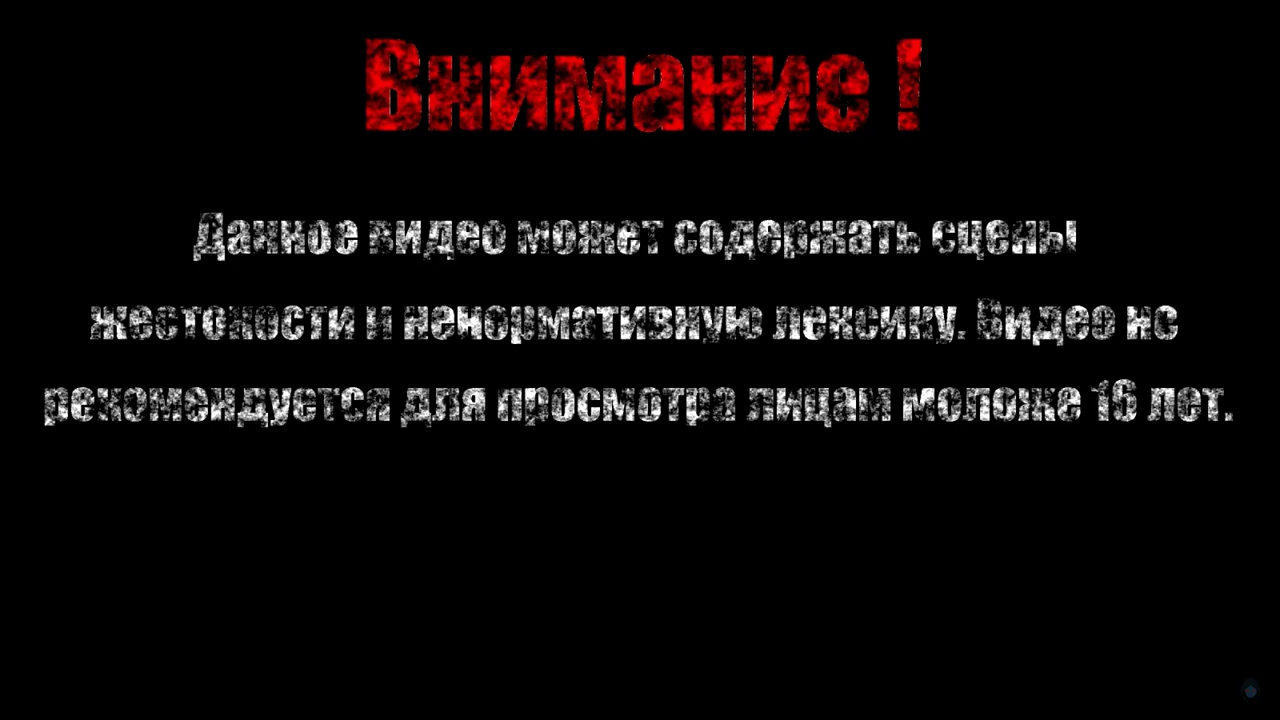 Внимание !
Данное видео может содержать сцены
жестокости и ненормативную лексику. Видео не
рекомендуется для просмотра лицам моложе 16 лет.